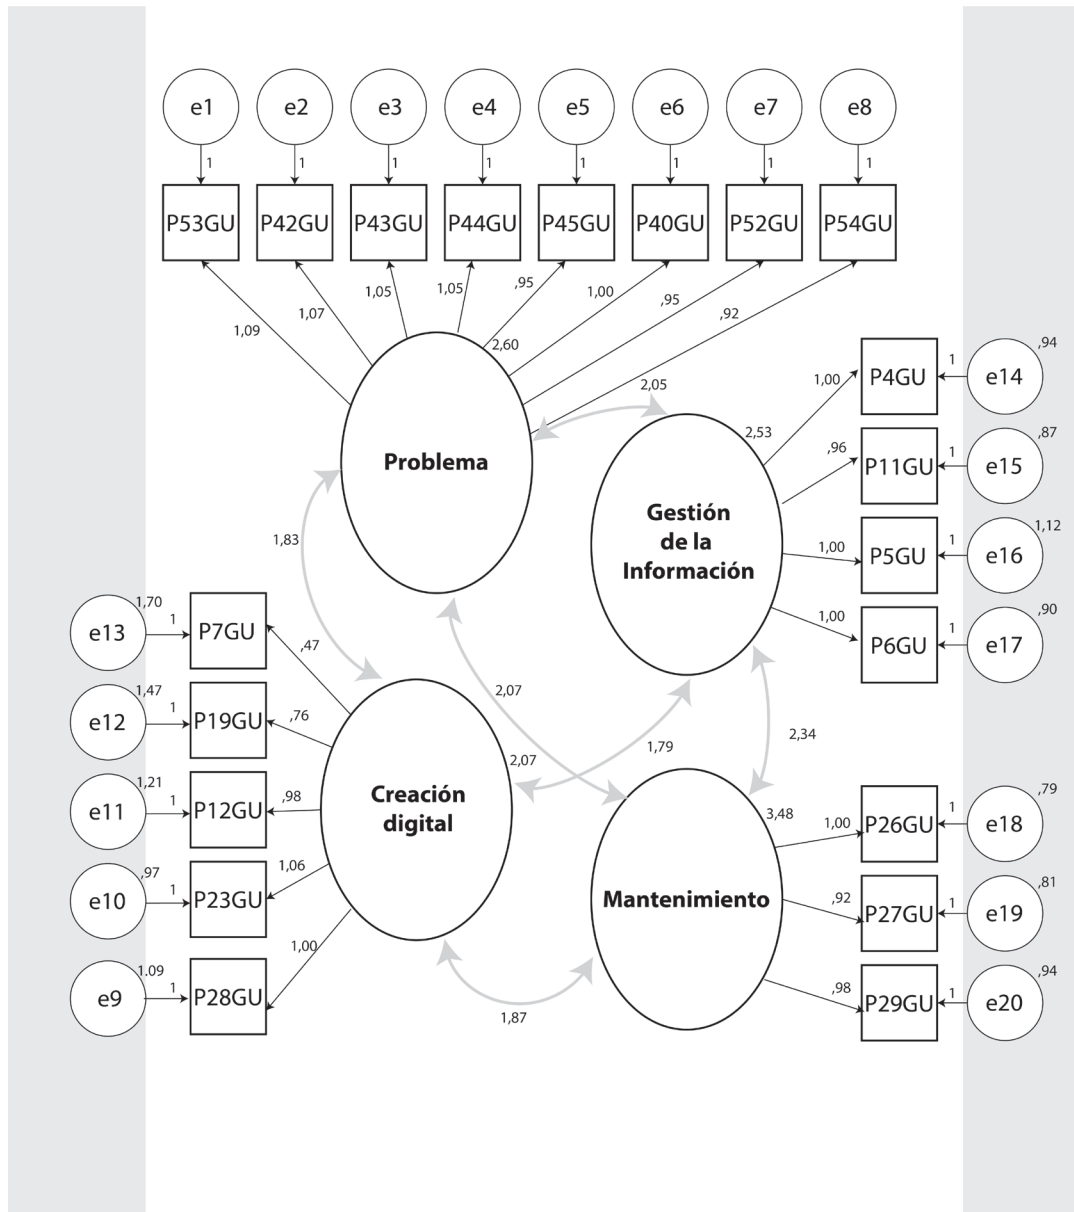 e1 e2 e3 e4 e5 e6 e7 e8
1 1 1 1 1 1 1 1
P53GU P42GU P43GU P44GU P45GU P40GU P52GU P54GU
1,09
1,07
1,05
1,05
,95
1,00
,95
,92
2,60
Problema
2,05
2,53
Gestión
de la
Información
1,00
P4GU
1
e14
,94
,96
P11GU
1
e15
,87
1,00
P5GU
1
e16
1,12
1,00
P6GU
1
e17
,90
1,83
2,07
1,79
2,34
e13
1,70
1
P7GU
,47
e12
1,47
1
P19GU
,76
e11
1,21
1
P12GU
,98
e10
,97
1
P23GU
1,06
e9
1.09
1
P28GU
1,00
2,07
Creación
digital
1,87
3,48
Mantenimiento
1,00
P26GU
1
e18
,79
,92
P27GU
1
e19
,81
,98
P29GU
1
e20
,94